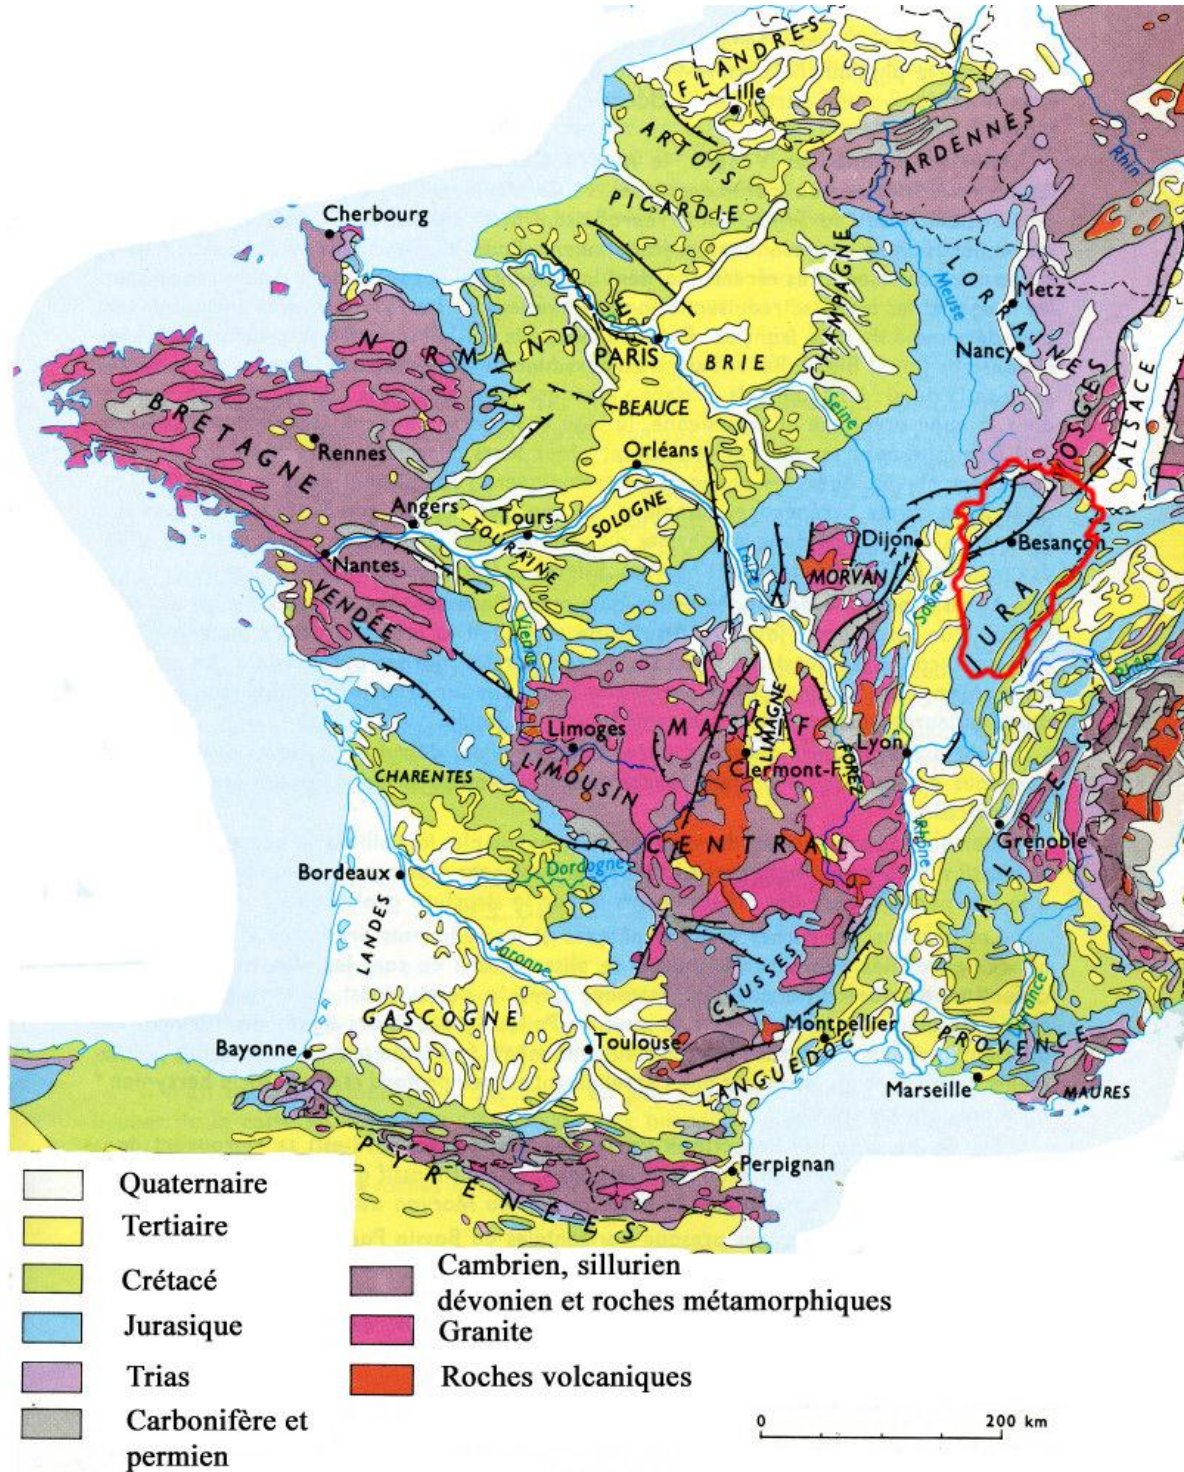 FLANDRES
Lille
ARTOIS
ARDENNES
Rhin
PICARDIE
Cherbourg
CHAMPAGNE
Meuse
LORRAINE
Metz
NORMAND
PARIS
BRIE
Nancy
VOSGES
ALSACE
BEAUCE
Seine
BRETAGNE
Rennes
Orléans
Angers
Tours
SOLOGNE
TOURAINE
Nantes
Loire
Dijon
Besançon
MORVAN
VENDÉE
Vienne
Saône
JURA
Rhône
Limoges
MASSIF
LIMAGNE
Lyon
LIMOUSIN
Clermont-F.
FOREZ
CHARENTES
CENTRAL
Rhône
Grenoble
ALPES
Bordeaux
Dordogne
LANDES
Garonne
CAUSSES
Durance
GASCOGNE
Montpellier
PROVENCE
Bayonne
Toulouse
LANGUEDOC
Marseille
MAURES
PYRÉNÉES
Perpignan
Quaternaire
Tertiaire
Crétacé
Jurasique
Trias
Carbonifère et
permien
Cambrien, sillurien
dévonien et roches métamorphiques
Granite
Roches volcaniques
0 200 km